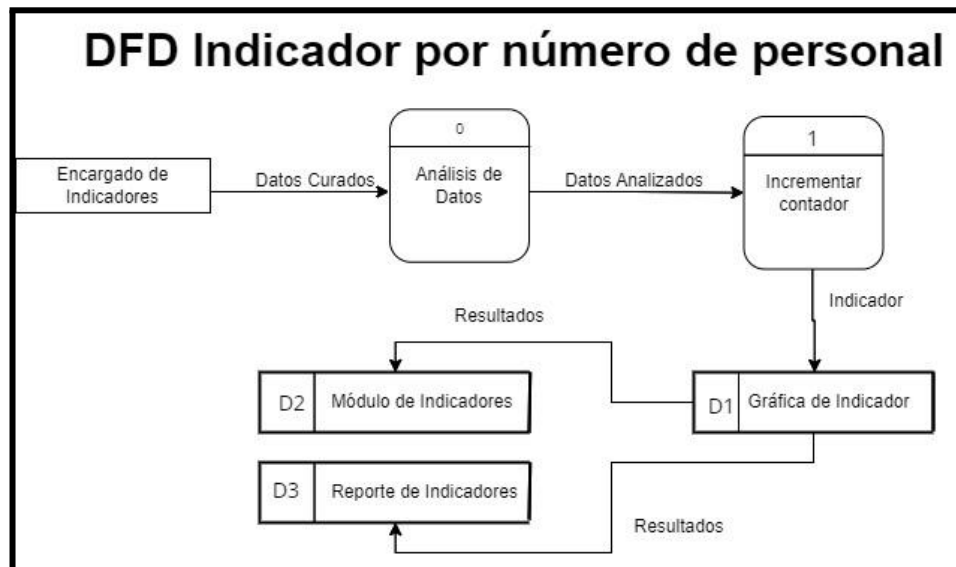 DFD Indicador por número de personal
Encargado de
Indicadores
Datos Curados
0
Análisis de
Datos
Datos Analizados
1
Incrementar
contador
Indicador
Resultados
D2
Módulo de Indicadores
D1
Gráfica de Indicador
D3
Reporte de Indicadores
Resultados